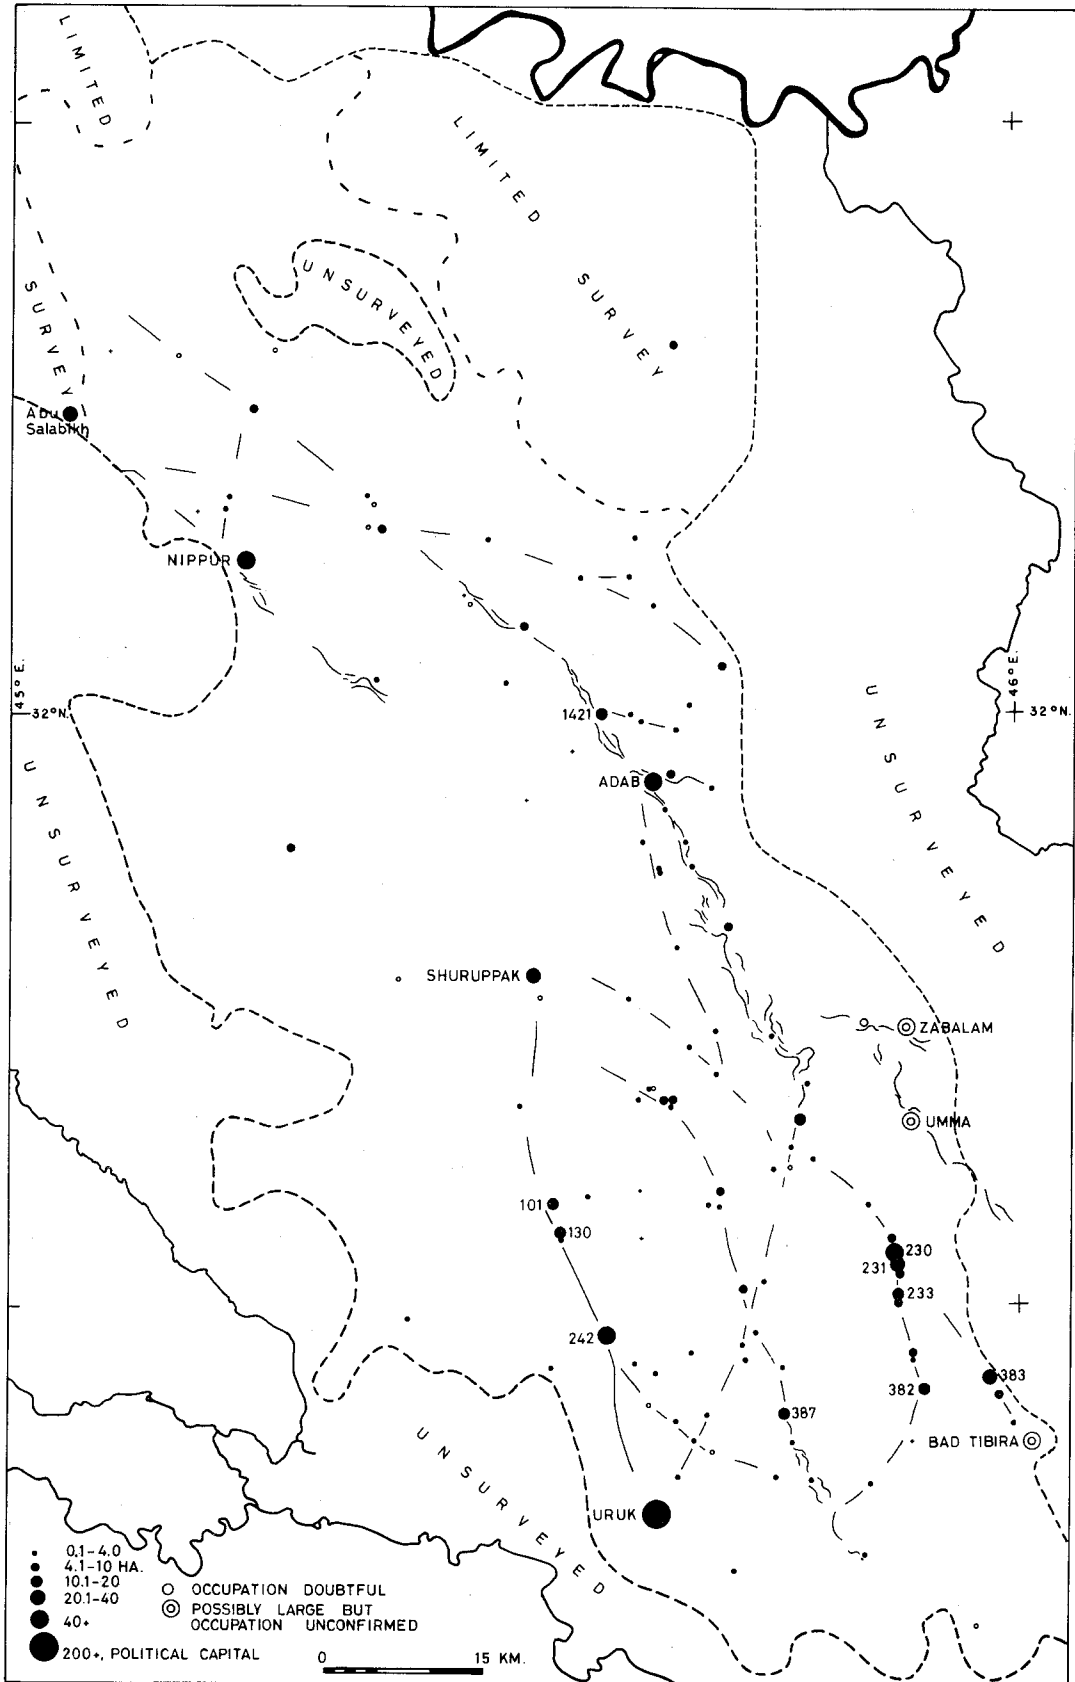 LIMITED
SURVEY
LIMITED
SURVEY
UNSURVEYED
Abu
Salabikh
NIPPUR
45° E.
32° N.
46° E.
32° N.
1421
ADAB
UNSURVEYED
UNSURVEYED
SHURUPPAK
ZABALAM
UMMA
101
130
230
231
233
242
383
382
387
BAD TIBIRA
UNSURVEYED
URUK
0.1-4.0
4.1-10 HA.
10.1-20
20.1-40
40+
200+, POLITICAL CAPITAL
OCCUPATION DOUBTFUL
POSSIBLY LARGE BUT
OCCUPATION UNCONFIRMED
0 15 KM.